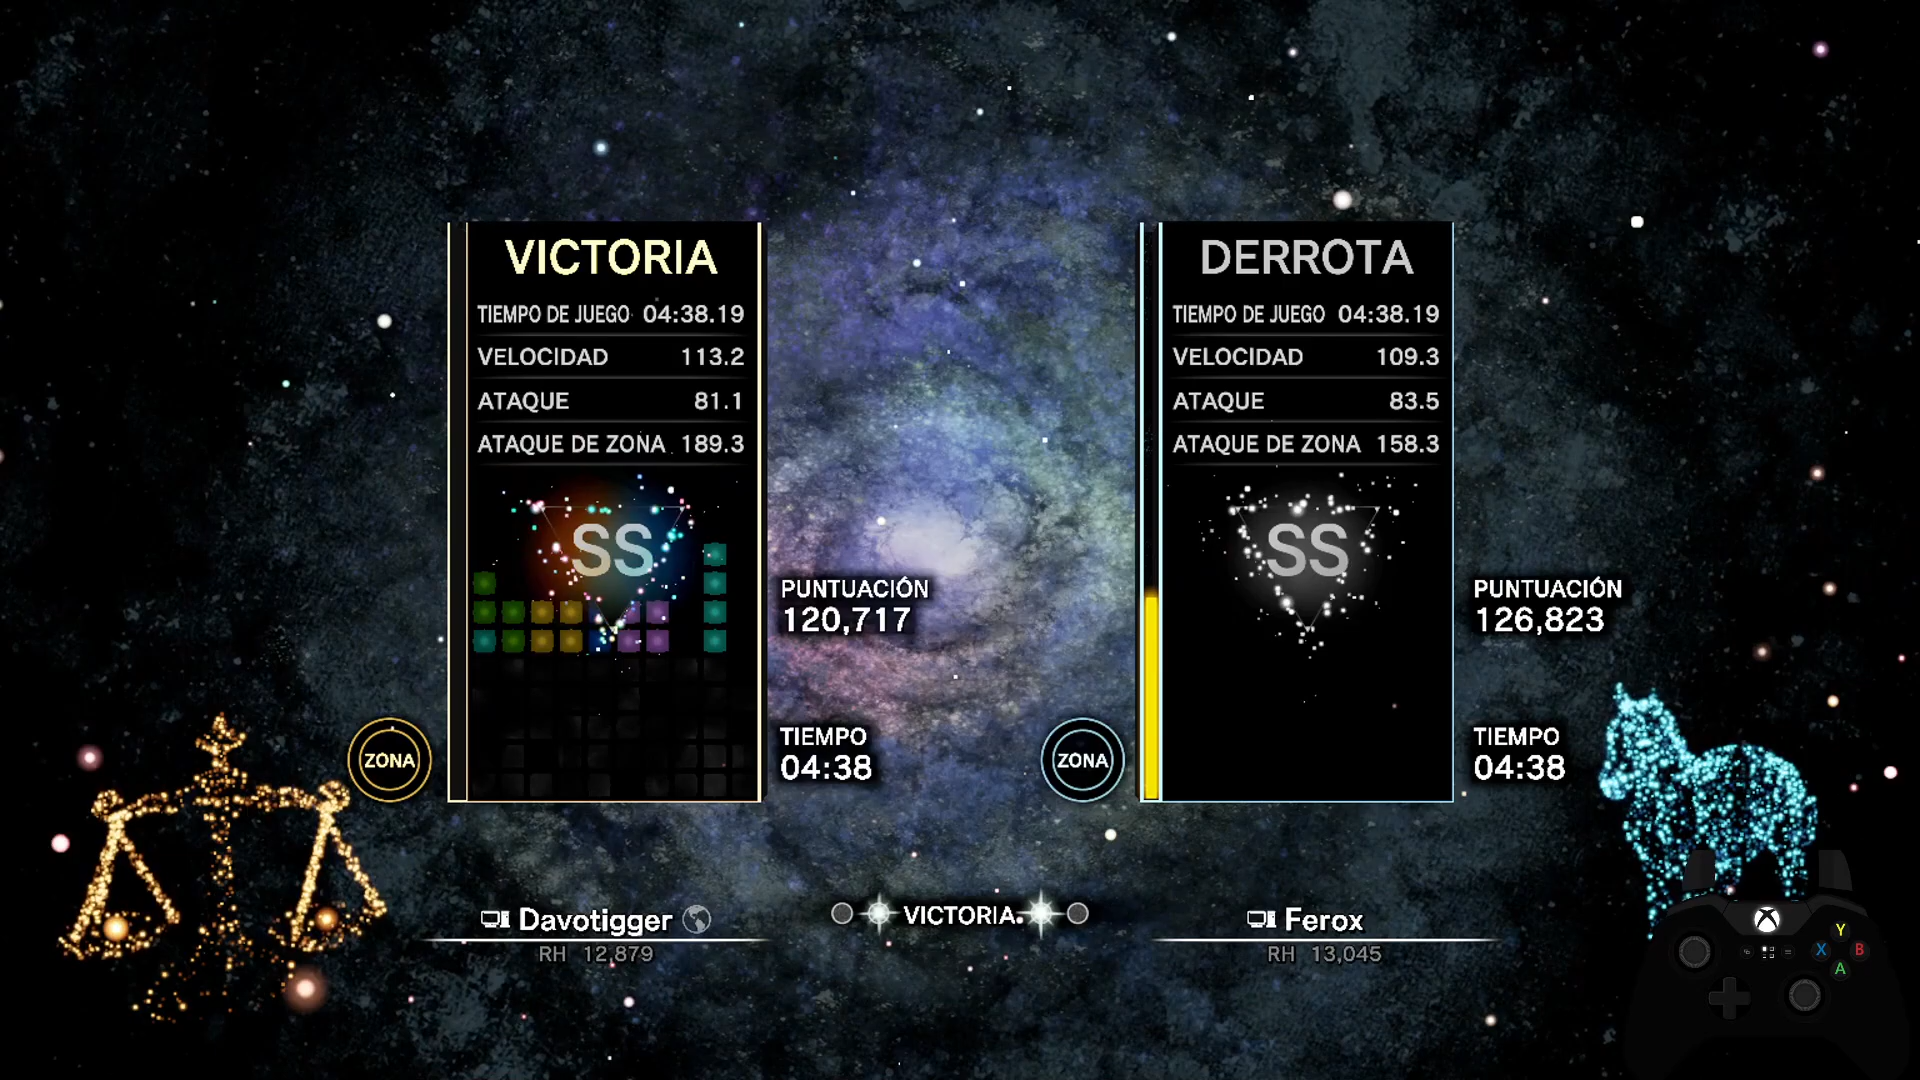 VICTORIA
TIEMPO DE JUEGO 04:38.19
VELOCIDAD 113.2
ATAQUE 81.1
ATAQUE DE ZONA 189.3
SS
PUNTUACIÓN
120,717
TIEMPO
04:38
ZONA
Davotigger
RH 12,879
VICTORIA
DERROTA
TIEMPO DE JUEGO 04:38.19
VELOCIDAD 109.3
ATAQUE 83.5
ATAQUE DE ZONA 158.3
SS
PUNTUACIÓN
126,823
TIEMPO
04:38
ZONA
Ferox
RH 13,045
Y
X B
A